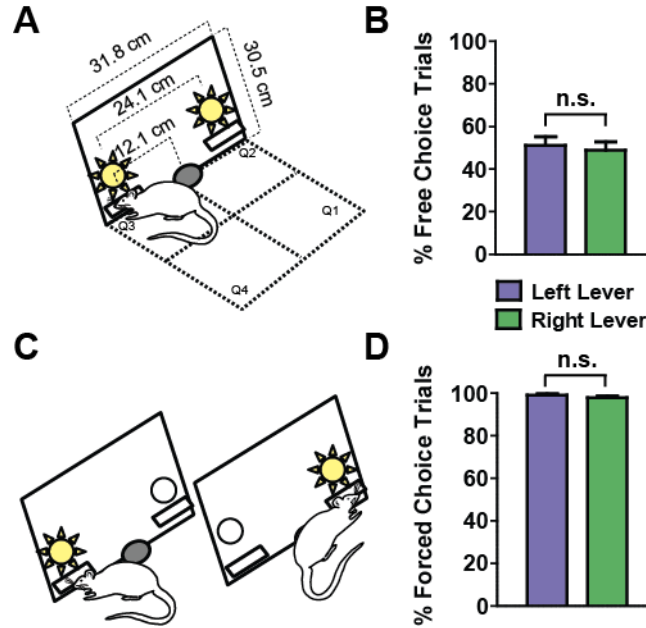 A
31.8 cm
30.5 cm
24.1 cm
12.1 cm
Q2
Q1
Q3
Q4
B
% Free Choice Trials
100
80
60
40
20
0
n.s.
Left Lever
Right Lever
C
D
% Forced Choice Trials
100
80
60
40
20
0
n.s.